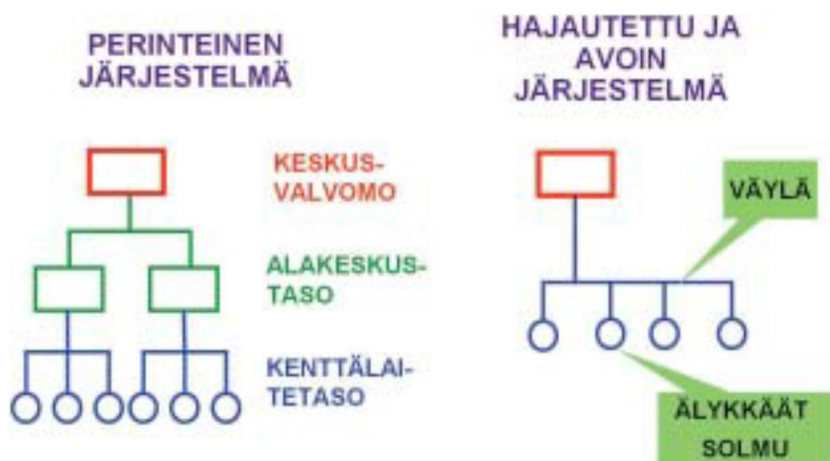 PERINTEINEN
JÄRJESTELMÄ
HAJAUTETTU JA
AVOIN
JÄRJESTELMÄ
KESKUS-
VALVOMO
ALAKESKUS-
TASO
KENTTÄLAI-
TETASO
VÄYLÄ
ÄLYKKÄÄT
SOLMU